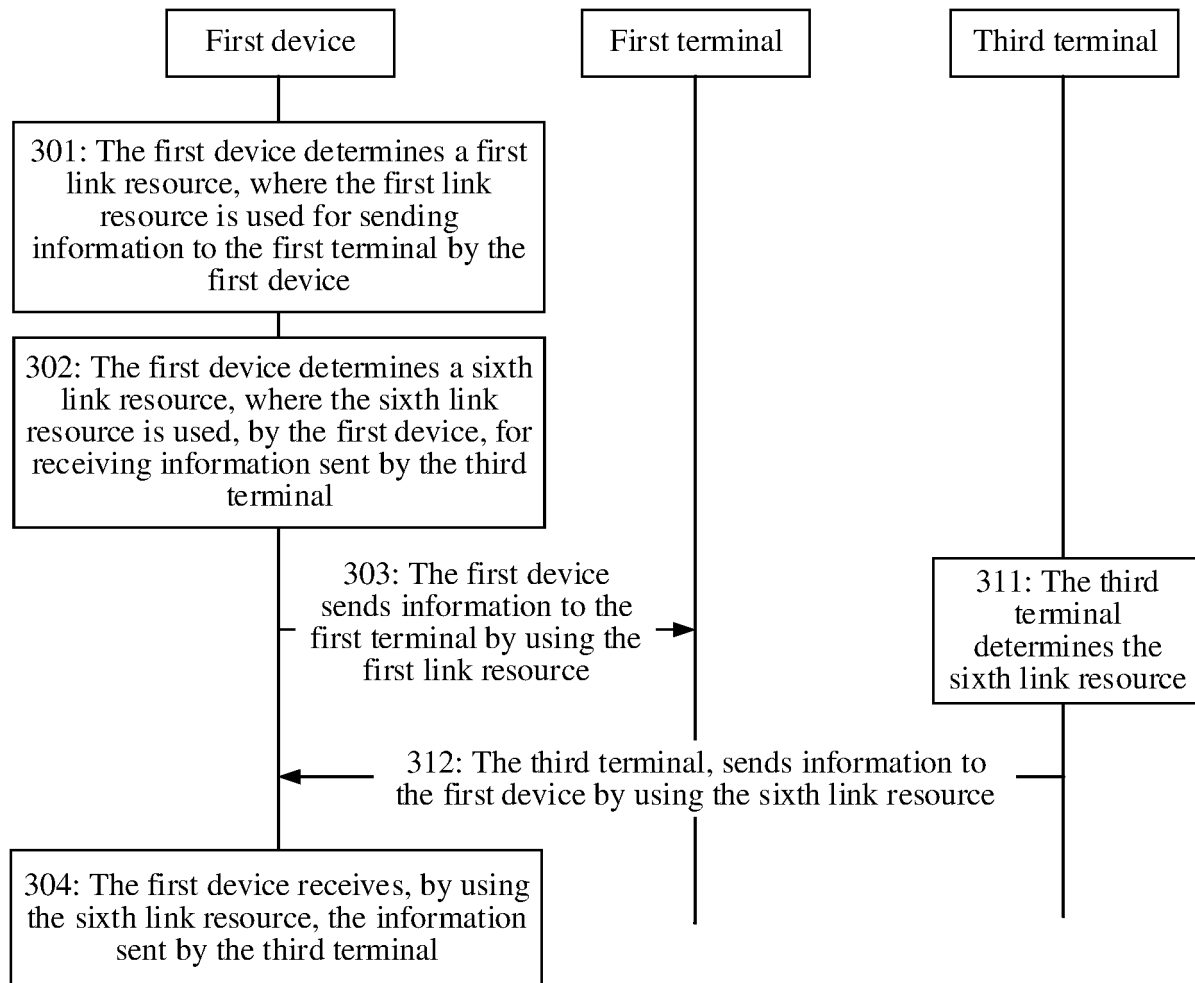 First device
First terminal
Third terminal
301: The first device determines a first
link resource, where the first link
resource is used for sending
information to the first terminal by the
first device
302: The first device determines a sixth
link resource, where the sixth link
resource is used, by the first device, for
receiving information sent by the third
terminal
303: The first device
sends information to the
first terminal by using the
first link resource
311: The third
terminal
determines the
sixth link resource
312: The third terminal, sends information to
the first device by using the sixth link resource
304: The first device receives, by using
the sixth link resource, the information
sent by the third terminal